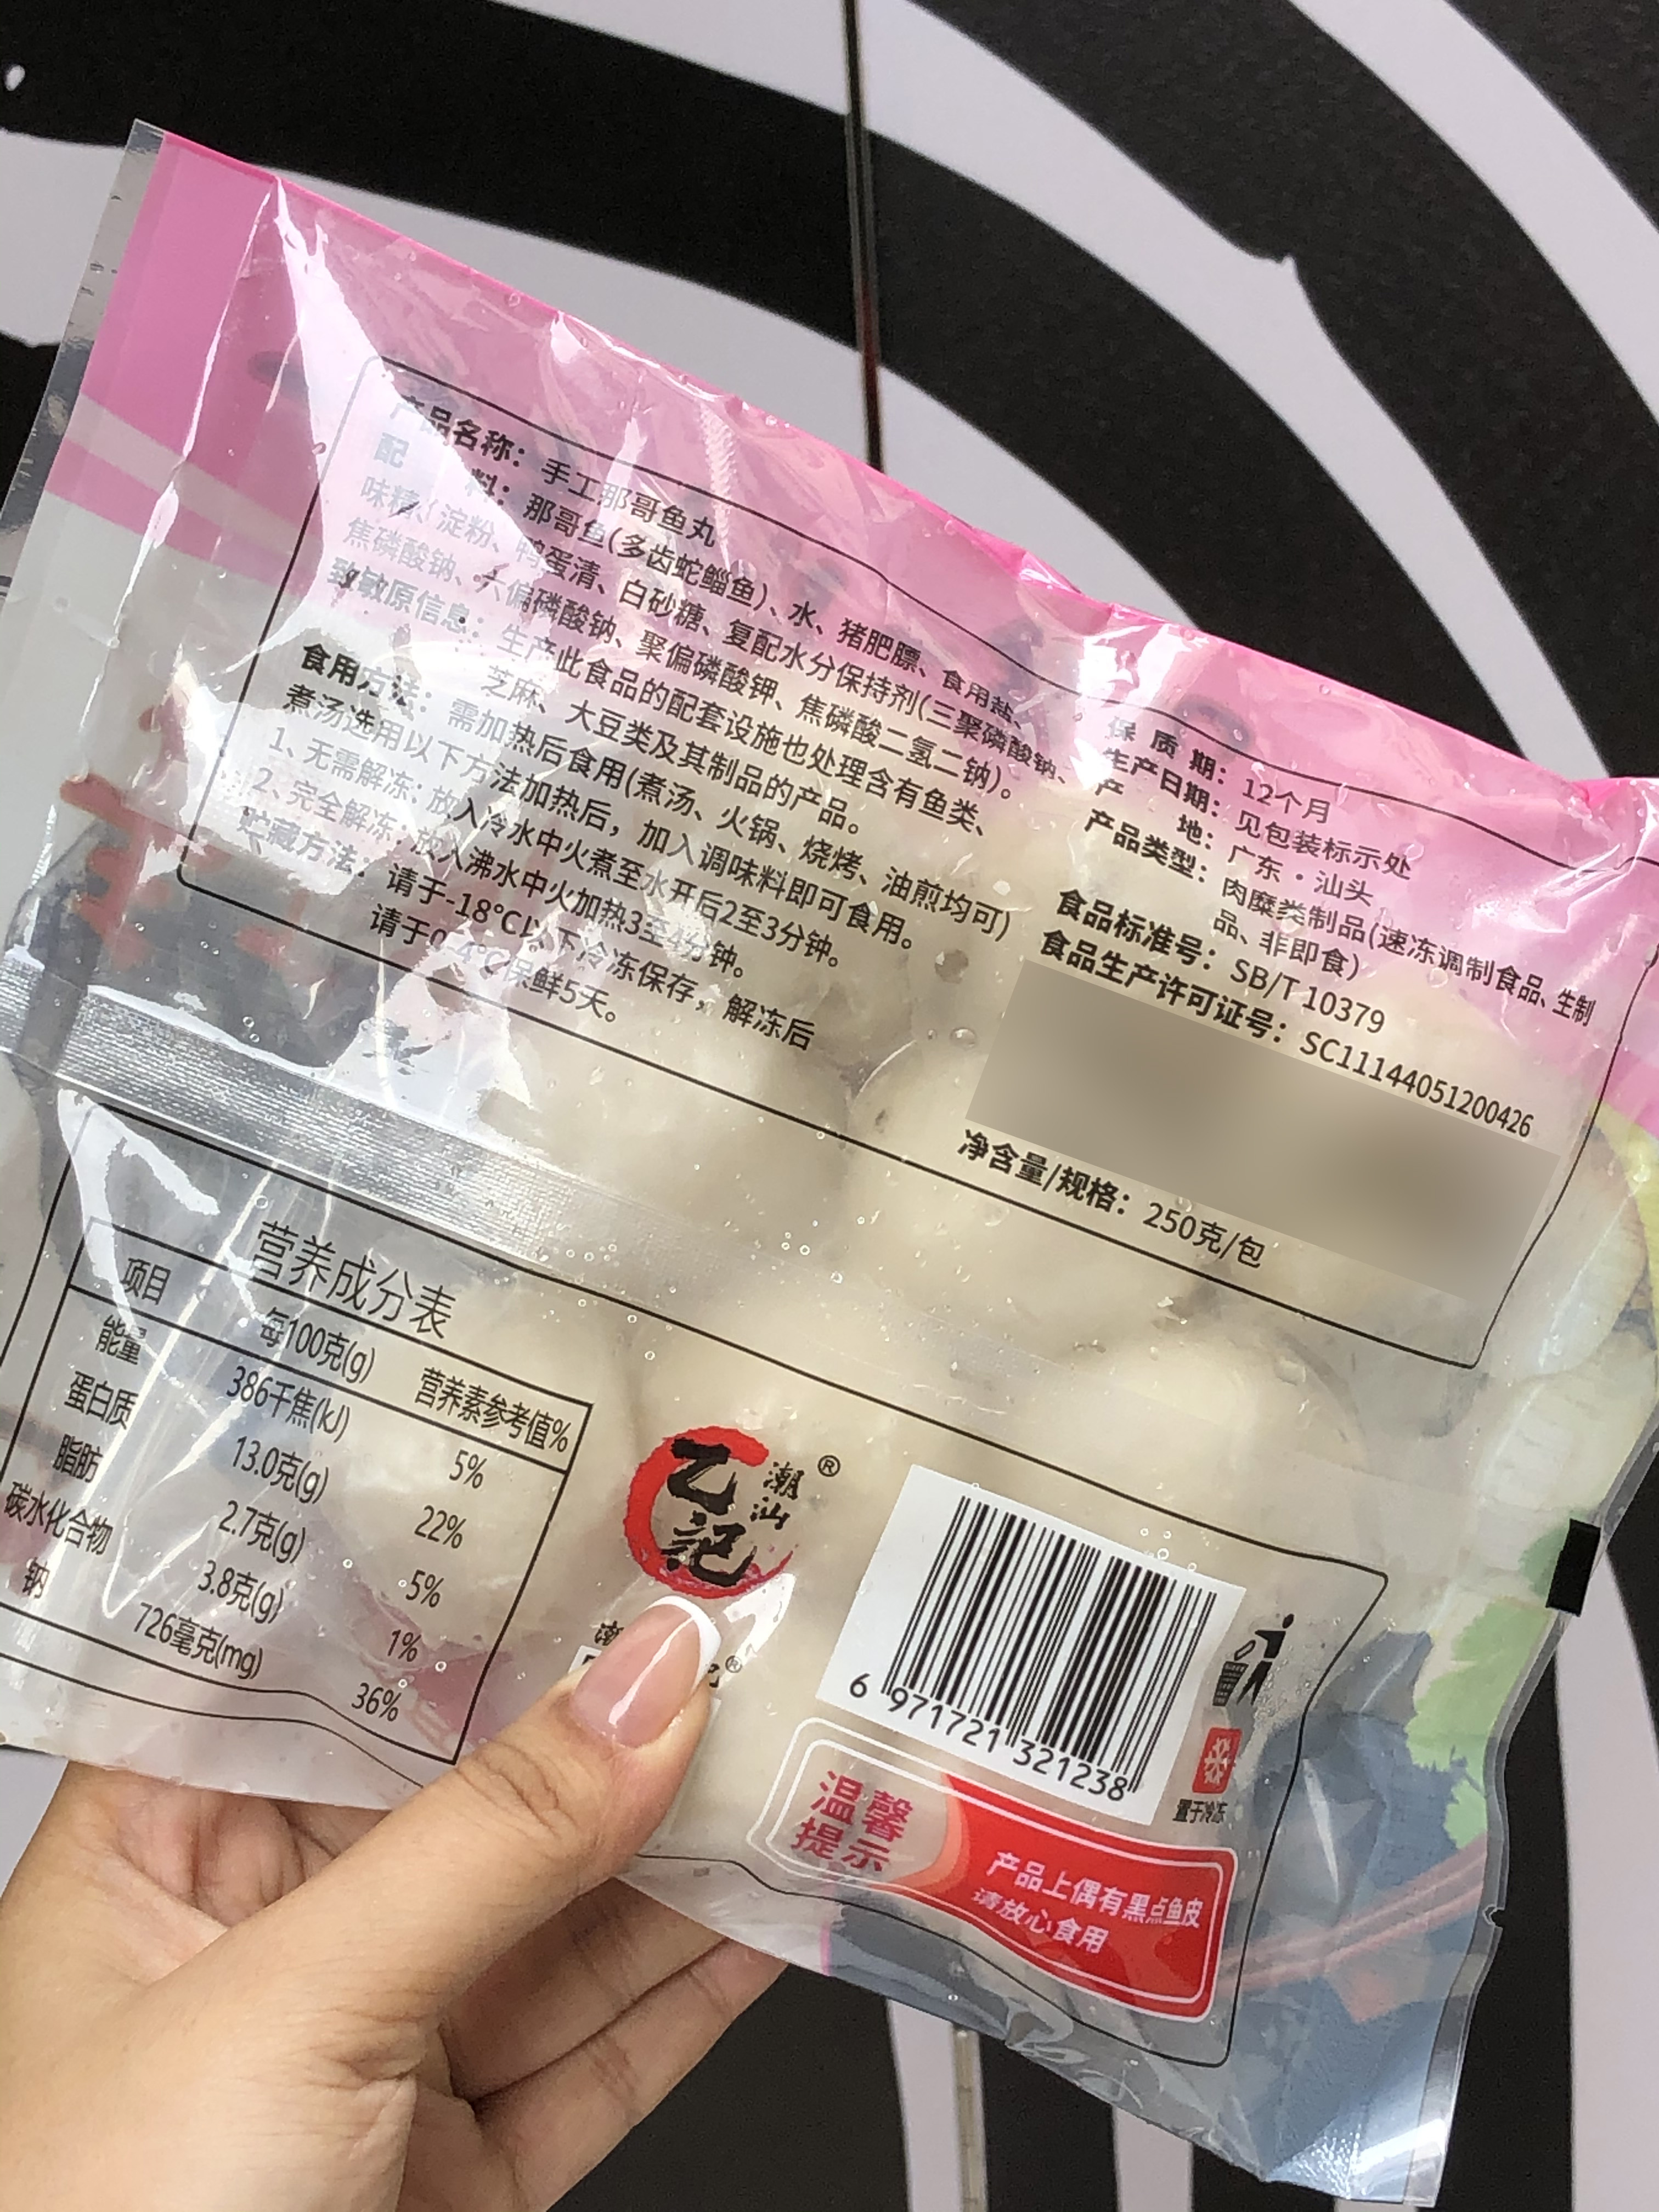 产品名称：手工那哥鱼丸
配 料：那哥鱼(多齿蛇鲻鱼)、水、猪肥膘、食用盐、
味精、淀粉、鸭蛋清、白砂糖、复配水分保持剂(三聚磷酸钠、
焦磷酸钠、六偏磷酸钠、聚偏磷酸钾、焦磷酸二氢二钠)。
致敏原信息：生产此食品的配套设施也处理含有鱼类、
芝麻、大豆类及其制品的产品。
食用方法：需加热后食用(煮汤、火锅、烧烤、油煎均可)
煮汤选用以下方法加热后，加入调味料即可食用。
1、无需解冻：放入冷水中火煮至水开后2至3分钟。
2、完全解冻：放入沸水中火加热3至4分钟。
贮藏方法：请于-18℃以下冷冻保存，解冻后
请于0-4℃保鲜5天。
保 质 期：12个月
生产日期：见包装标示处
产 地：广东·汕头
产品类型：肉糜类制品(速冻调制食品、生制
品、非即食)
食品标准号：SB/T 10379
食品生产许可证号：SC11144051200426
净含量/规格：250克/包
营养成分表
项目 每100克(g) 营养素参考值%
能量 386千焦(kJ) 5%
蛋白质 13.0克(g) 22%
脂肪 2.7克(g) 5%
碳水化合物 3.8克(g) 1%
钠 726毫克(mg) 36%
乙记
潮汕
®
潮
®
6 971721 321238
置于冷冻
温馨
提示
产品上偶有黑点鱼皮
请放心食用